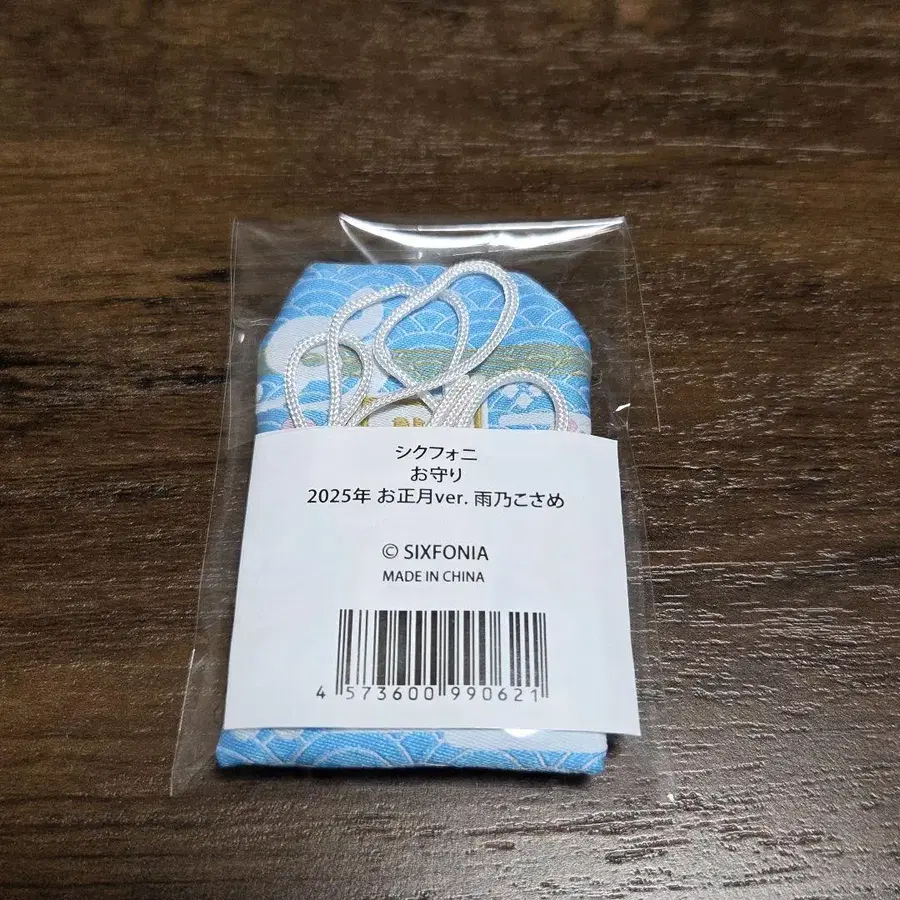 シクフォニ
お守り
2025年 お正月ver. 雨乃こさめ
© SIXFONIA
MADE IN CHINA
4 573600 990621